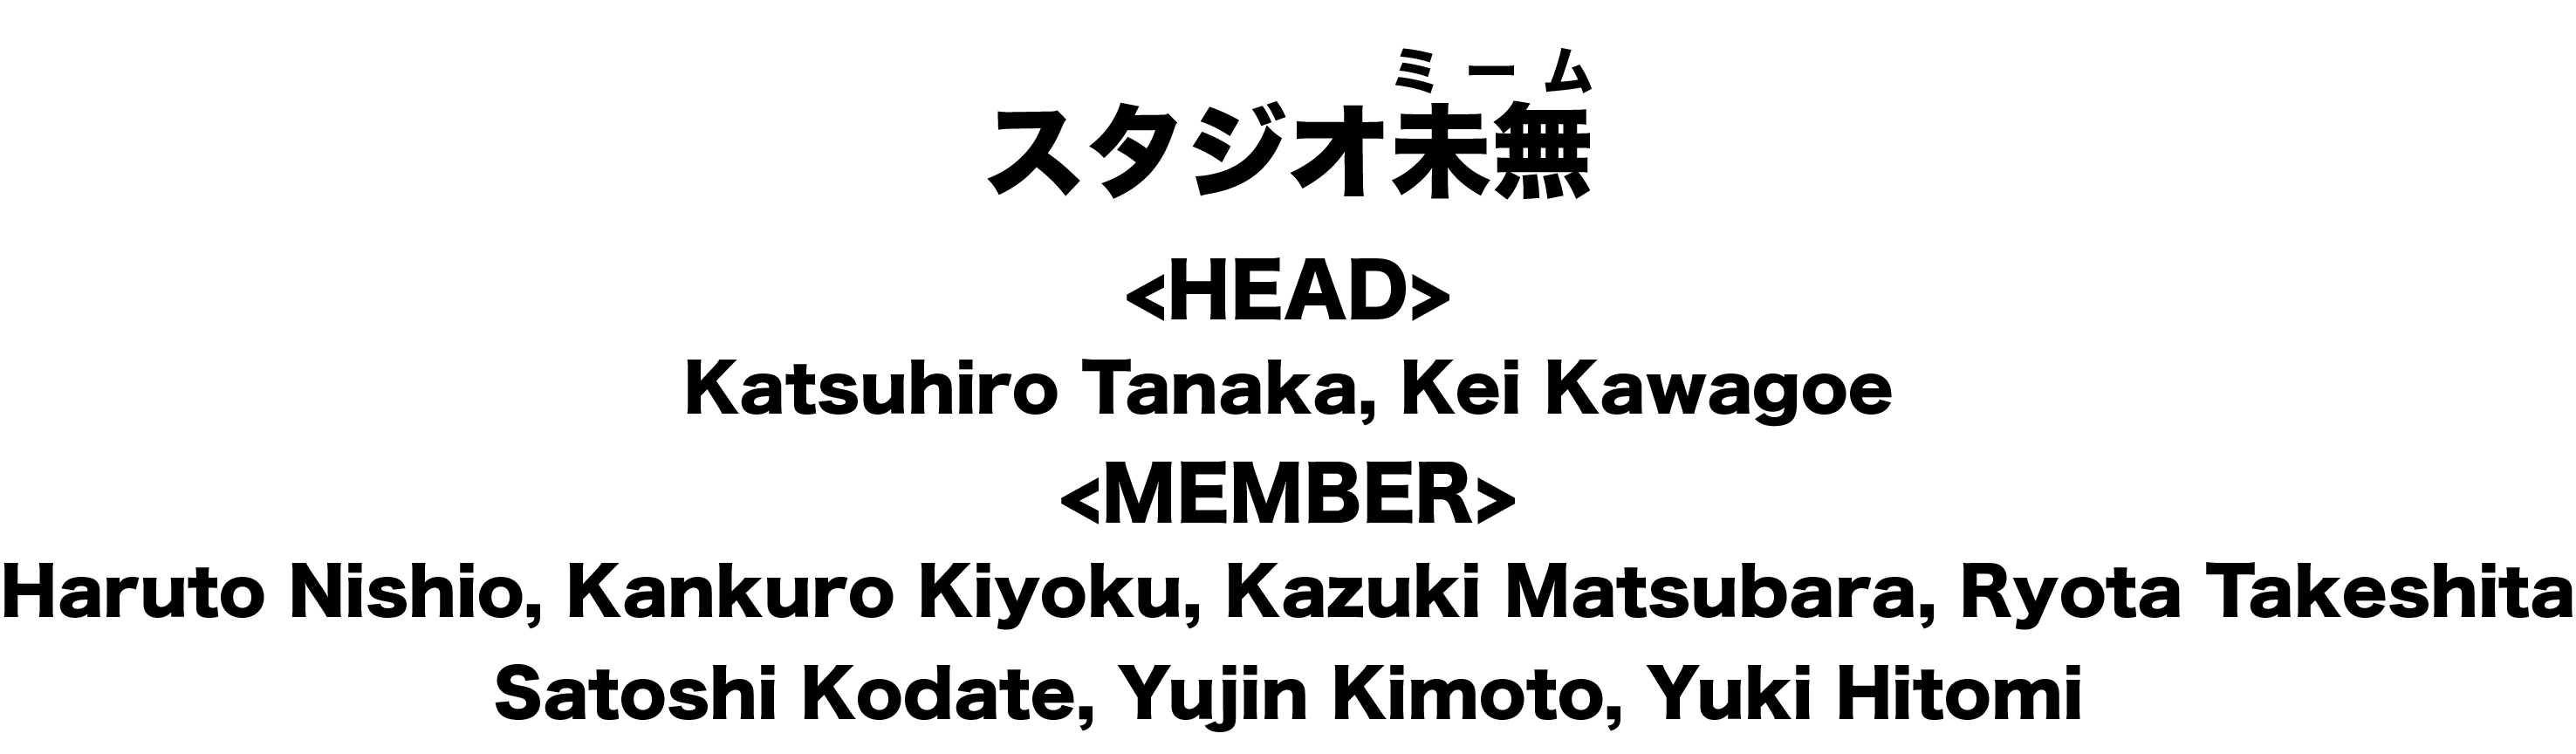 ミーム
スタジオ未無
<HEAD>
Katsuhiro Tanaka, Kei Kawagoe
<MEMBER>
Haruto Nishio, Kankuro Kiyoku, Kazuki Matsubara, Ryota Takeshita
Satoshi Kodate, Yujin Kimoto, Yuki Hitomi